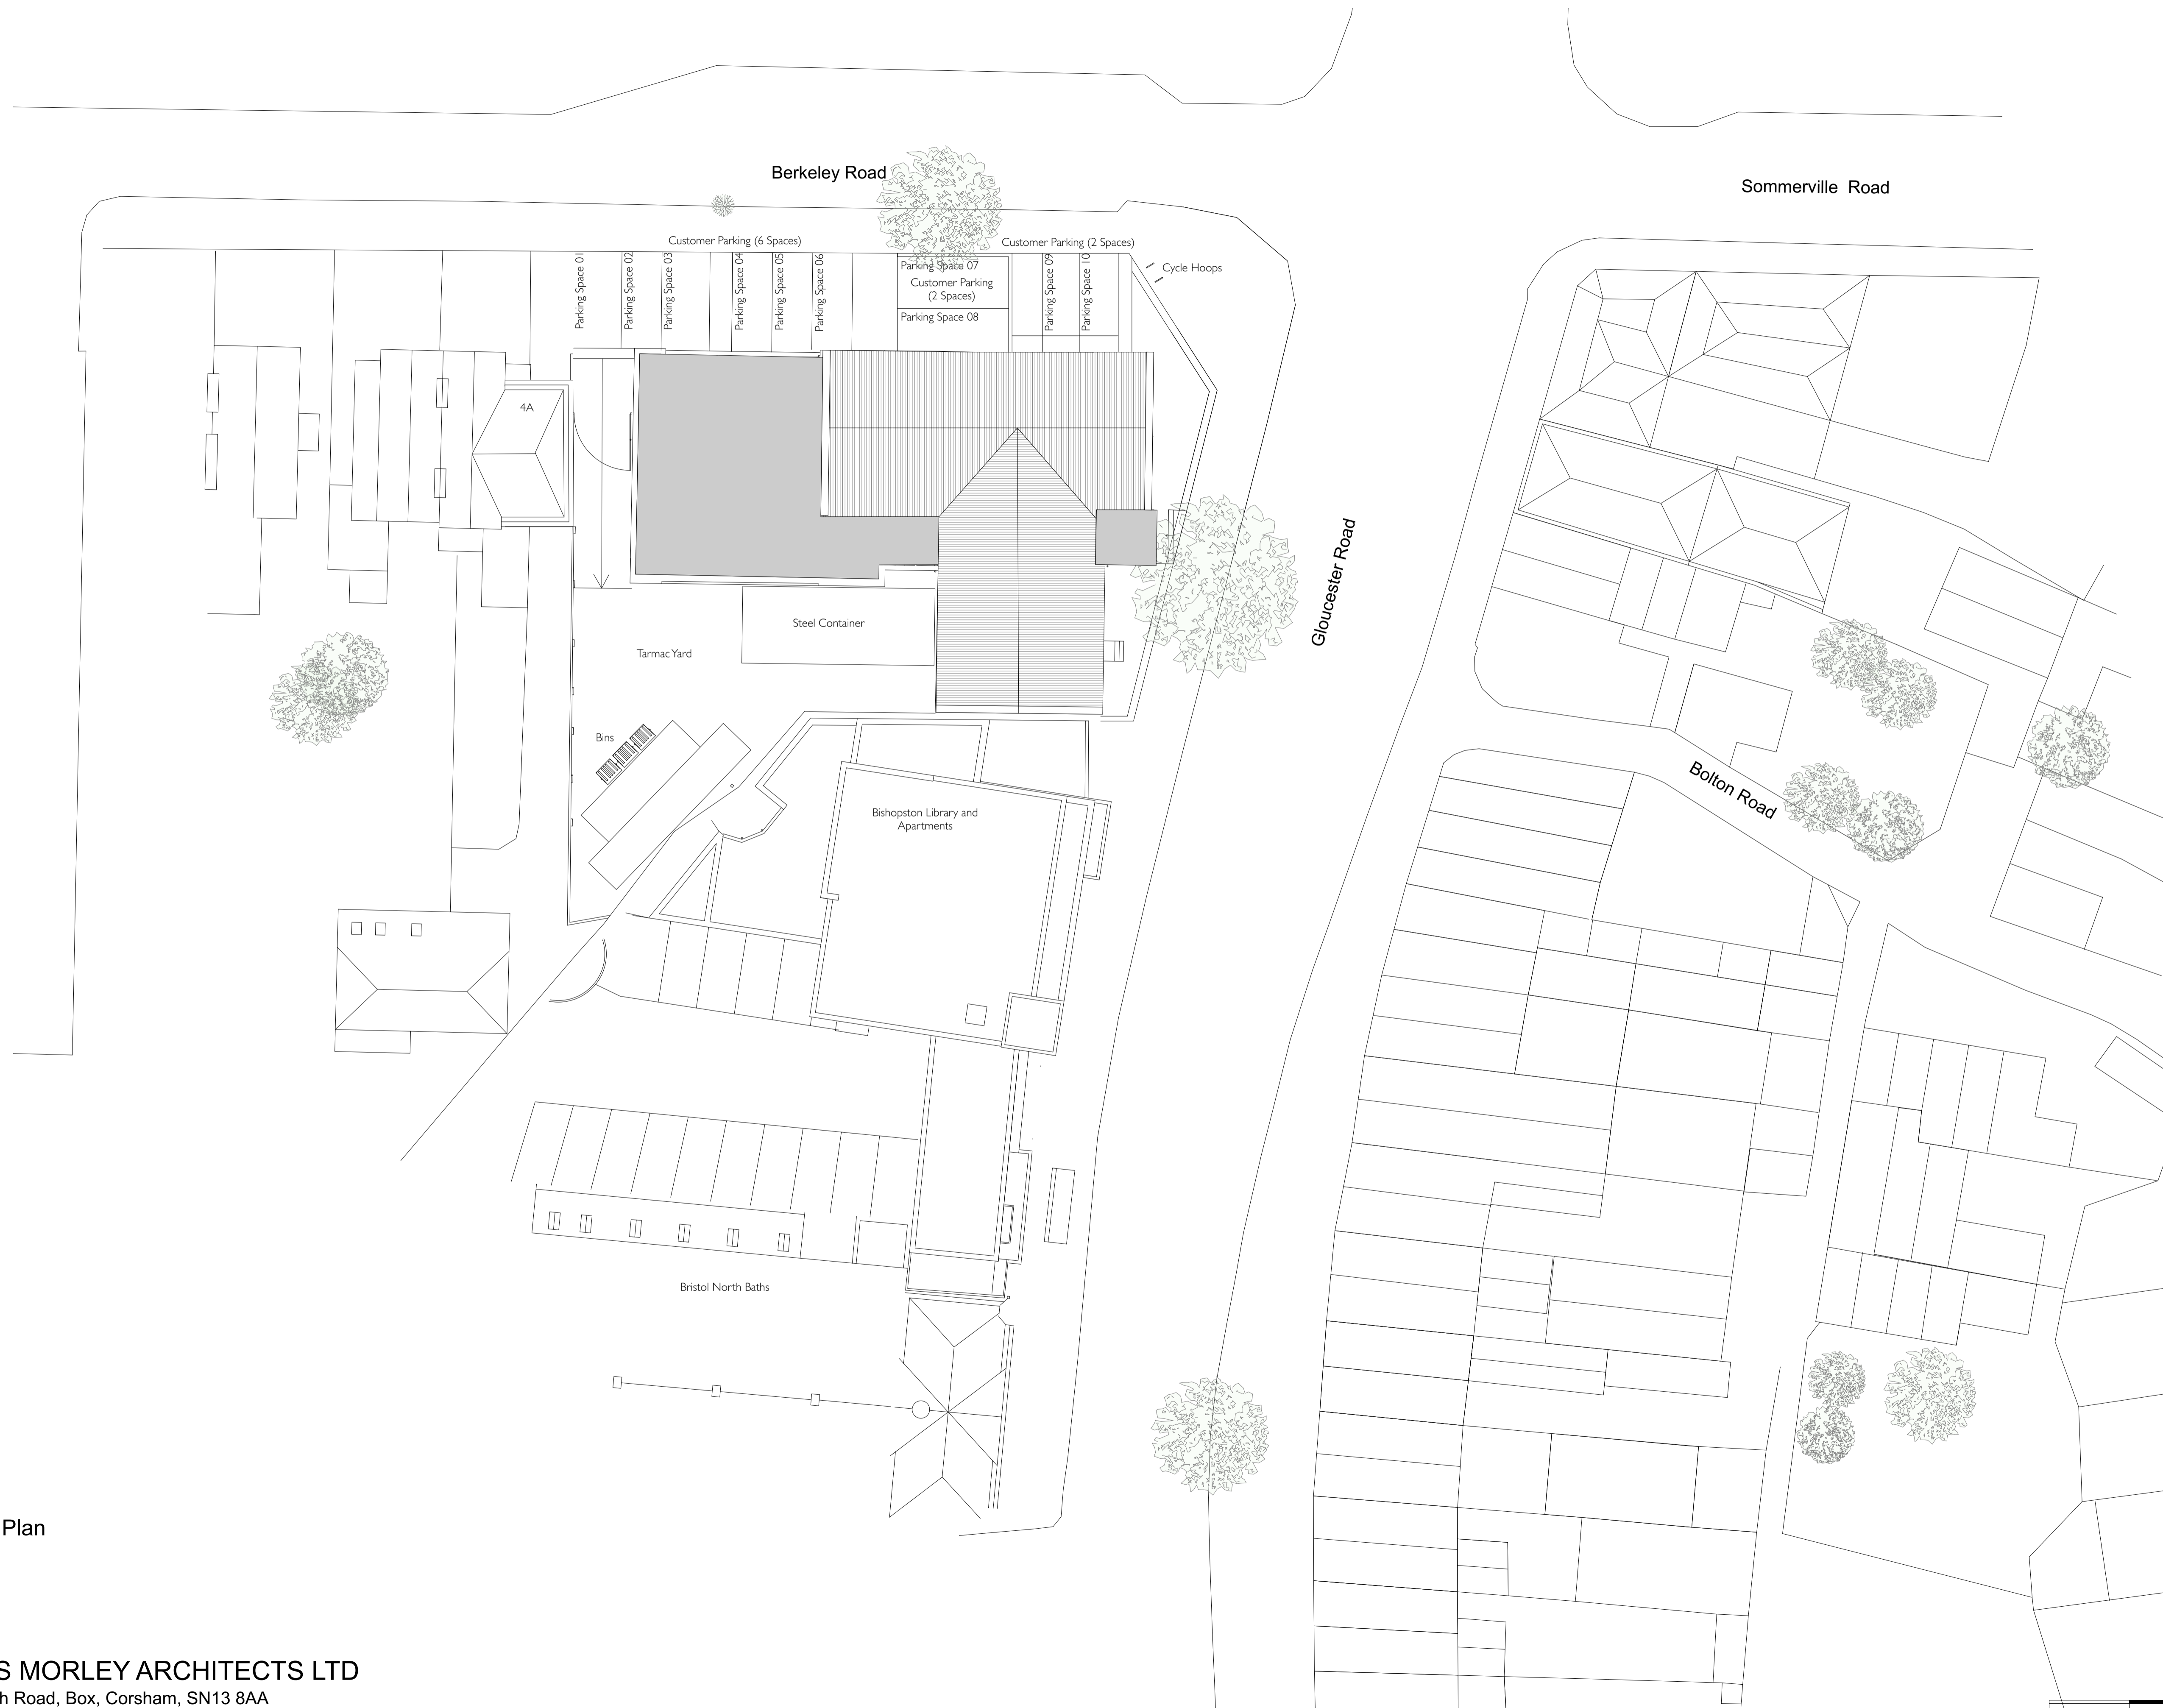 Berkeley Road
Sommerville Road
Customer Parking (6 Spaces)
Customer Parking (2 Spaces)
Cycle Hoops
Parking Space 01
Parking Space 02
Parking Space 03
Parking Space 04
Parking Space 05
Parking Space 06
Parking Space 07
Customer Parking
(2 Spaces)
Parking Space 08
Parking Space 09
Parking Space 10
4A
Gloucester Road
Steel Container
Tarmac Yard
Bins
Bolton Road
Bishopston Library and
Apartments
Bristol North Baths
Plan
S MORLEY ARCHITECTS LTD
h Road, Box, Corsham, SN13 8AA